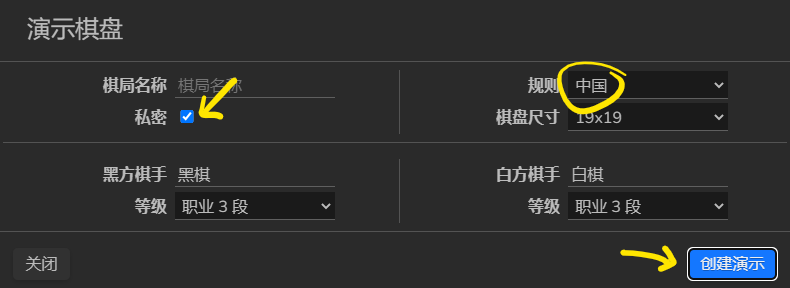 演示棋盘
棋局名称 棋局名称 规则 中国
私密 棋盘尺寸 19x19
黑方棋手 黑棋 白方棋手 白棋
等级 职业 3 段 等级 职业 3 段
关闭 创建演示